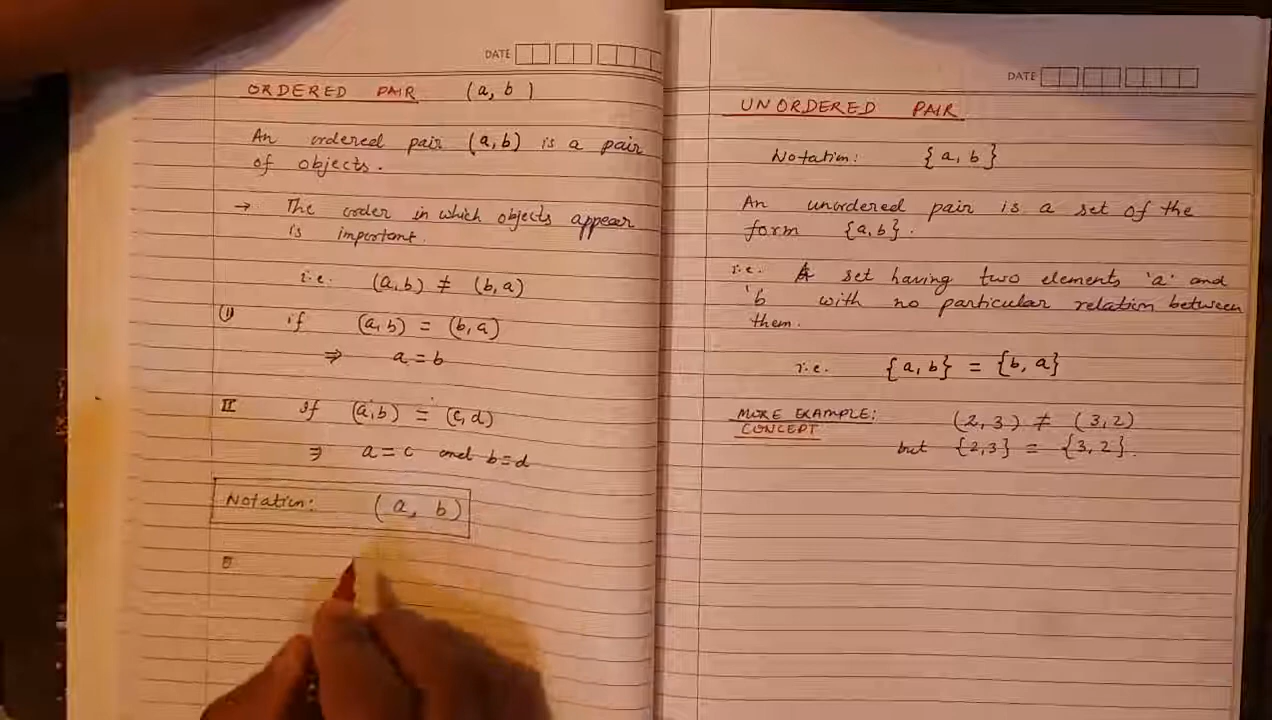 DATE
ORDERED PAIR (a, b)
An ordered pair (a, b) is a pair
of objects.
→ The order in which objects appear
is important.
i.e. (a, b) ≠ (b, a)
(I) if (a, b) = (b, a)
⇒ a = b
II If (a, b) = (c, d)
⇒ a = c and b = d
Notation: (a, b)
DATE
UNORDERED PAIR
Notation: {a, b}
An unordered pair is a set of the
form {a, b}.
i.e. A set having two elements 'a' and
'b with no particular relation between
them.
i.e. {a, b} = {b, a}
MORE EXAMPLE: (2, 3) ≠ (3, 2)
CONCEPT but {2,3} = {3, 2}.